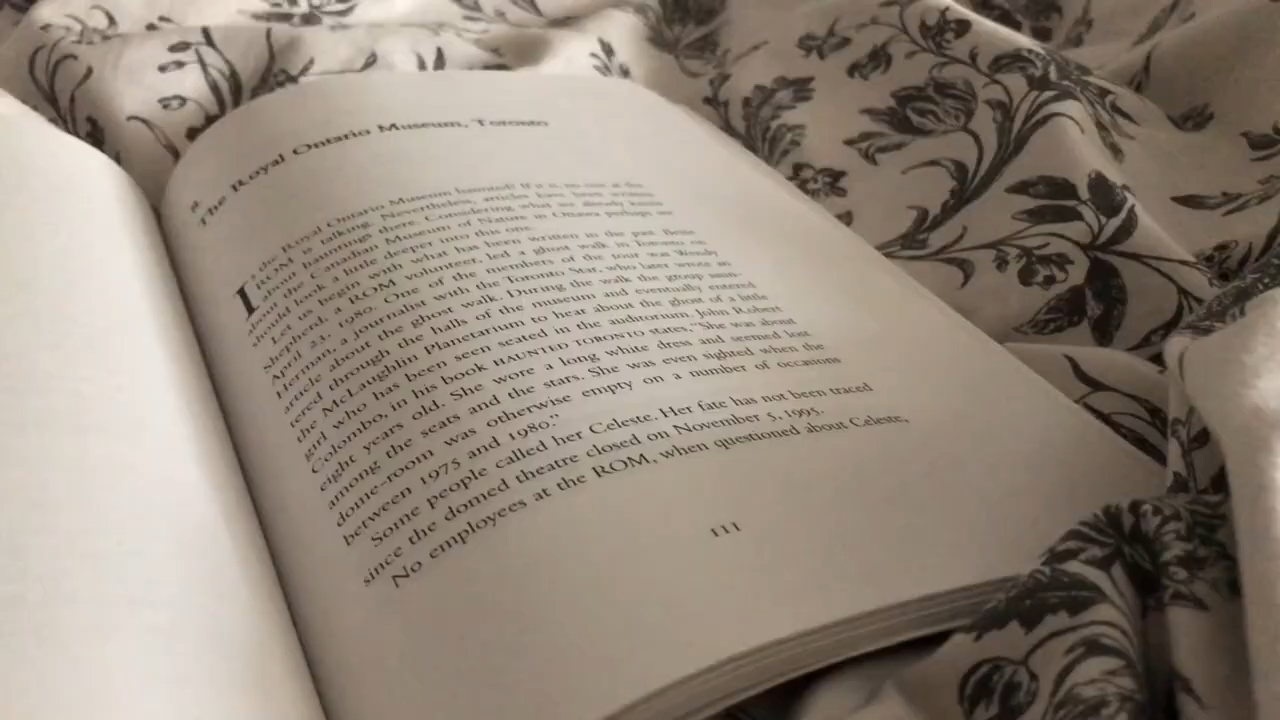 The Royal Ontario Museum, Toronto
Is the Royal Ontario Museum haunted? If it is, no one at the
ROM is talking. Nevertheless, articles have been written
about hauntings there. Considering what we already know
about the Canadian Museum of Nature in Ottawa perhaps we
should look a little deeper into this one.
Let us begin with what has been written in the past. Bette
Shepherd, a ROM volunteer, led a ghost walk in Toronto on
April 23, 1980. One of the members of the tour was Wendy
Herman, a journalist with the Toronto Star, who later wrote an
article about the ghost walk. During the walk the group saun-
tered through the halls of the museum and eventually entered
the McLaughlin Planetarium to hear about the ghost of a little
girl who has been seen seated in the auditorium. John Robert
Colombo, in his book HAUNTED TORONTO states, "She was about
eight years old. She wore a long white dress and seemed lost
among the seats and the stars. She was even sighted when the
dome-room was otherwise empty on a number of occasions
between 1975 and 1980."
Some people called her Celeste. Her fate has not been traced
since the domed theatre closed on November 5, 1995.
No employees at the ROM, when questioned about Celeste,
111